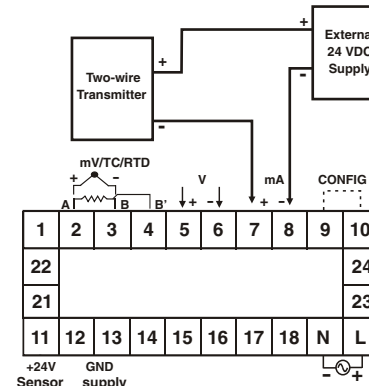 +
Externa
24 VDC
Supply
-
+
Two-wire
Transmitter
-
mV/TC/RTD
+ -
A B B'
V
+ -
mA
+ -
CONFIG
1 2 3 4 5 6 7 8 9 10
22 24
21 23
11 12 13 14 15 16 17 18 N L
+24V GND
Sensor supply
- +